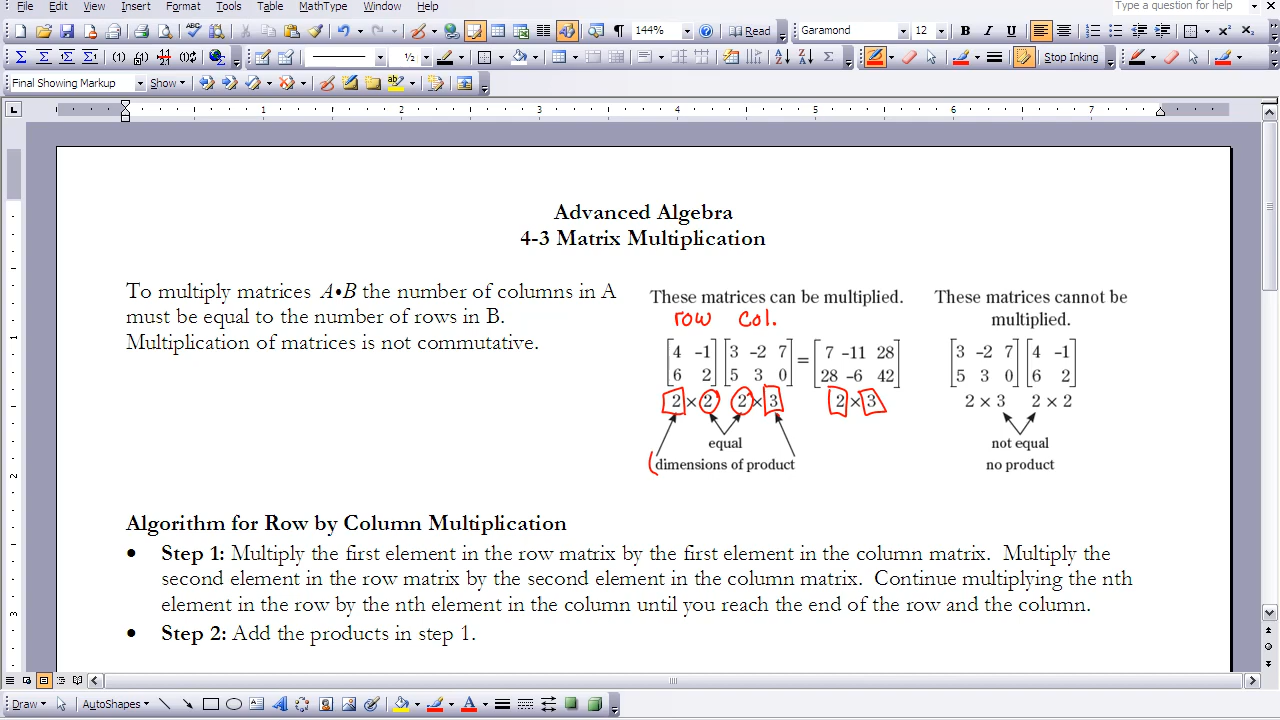 File Edit View Insert Format Tools Table MathType Window Help Type a question for help
144% Read Garamond 12 B I U
Σ Stop Inking
Final Showing Markup Show
1 2 3 4 5 6 7
Advanced Algebra
4-3 Matrix Multiplication
To multiply matrices A•B the number of columns in A
must be equal to the number of rows in B.
Multiplication of matrices is not commutative.
These matrices can be multiplied.
row col.
[4 -1] [3 -2 7] = [7 -11 28]
[6 2] [5 3 0] [28 -6 42]
2 × 2 2 × 3 2 × 3
equal
dimensions of product
These matrices cannot be
multiplied.
[3 -2 7] [4 -1]
[5 3 0] [6 2]
2 × 3 2 × 2
not equal
no product
Algorithm for Row by Column Multiplication
• Step 1: Multiply the first element in the row matrix by the first element in the column matrix. Multiply the
second element in the row matrix by the second element in the column matrix. Continue multiplying the nth
element in the row by the nth element in the column until you reach the end of the row and the column.
• Step 2: Add the products in step 1.
Draw AutoShapes